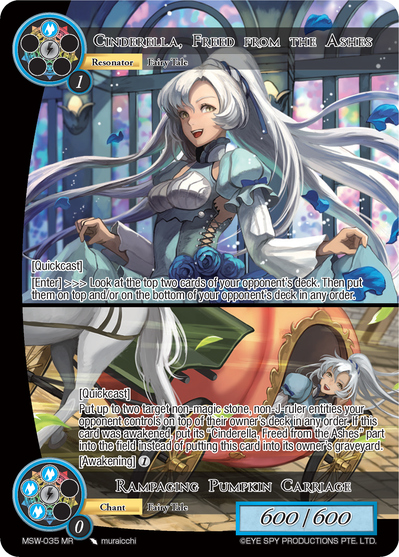 Cinderella, Freed from the Ashes
1
Resonator Fairy Tale
[Quickcast]
[Enter] >>> Look at the top two cards of your opponent's deck. Then put
them on top and/or on the bottom of your opponent's deck in any order.
[Quickcast]
Put up to two target non-magic stone, non-J-ruler entities your
opponent controls on top of their owner's deck in any order. If this
card was awakened, put its "Cinderella, Freed from the Ashes" part
into the field instead of putting this card into its owner's graveyard.
[Awakening] 1
Rampaging Pumpkin Carriage
0
Chant Fairy Tale
600/600
MSW-035 MR muraicchi ©EYE SPY PRODUCTIONS PTE. LTD.